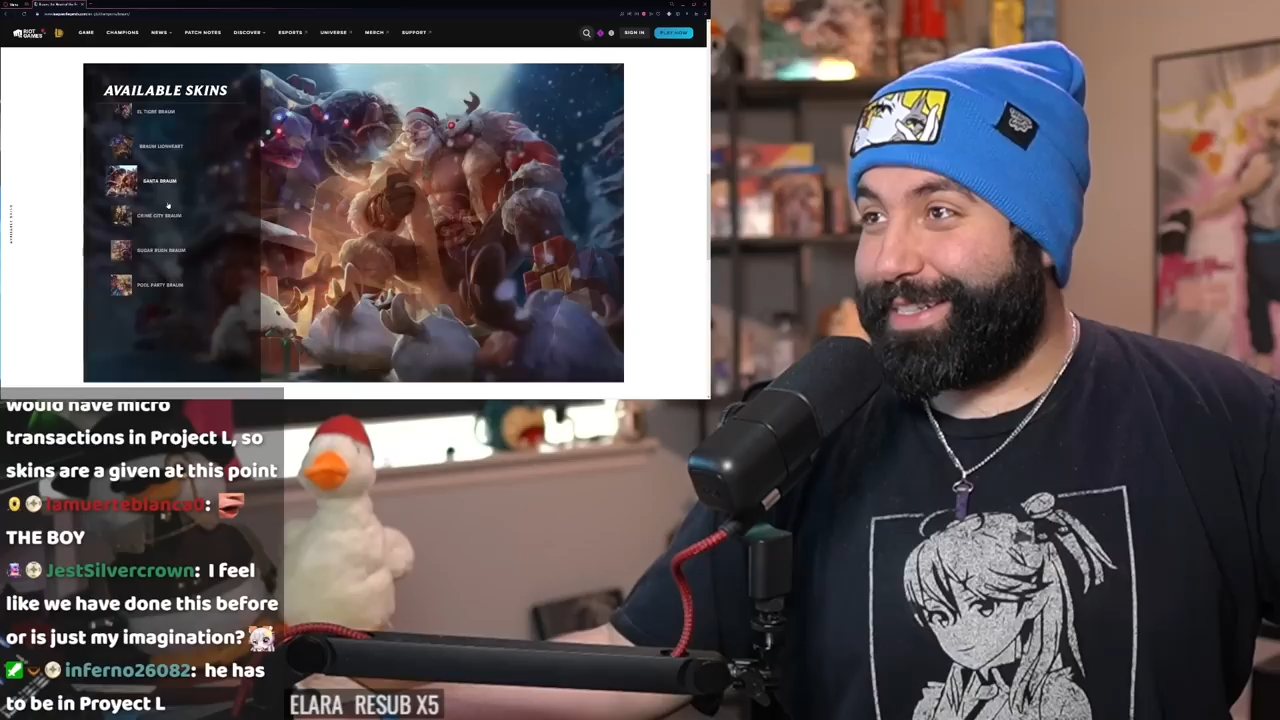 RIOT GAMES
GAME CHAMPIONS NEWS PATCH NOTES DISCOVER ESPORTS UNIVERSE MERCH SUPPORT SIGN IN PLAY NOW
AVAILABLE SKINS
EL TIGRE BRAUM
BRAUM LIONHEART
SANTA BRAUM
CRIME CITY BRAUM
SUGAR RUSH BRAUM
POOL PARTY BRAUM
would have micro
transactions in Project L, so
skins are a given at this point
iamuerteblanca0:
THE BOY
JestSilvercrown: I feel
like we have done this before
or is just my imagination?
inferno26082: he has
to be in Proyect L
ELARA RESUB X5